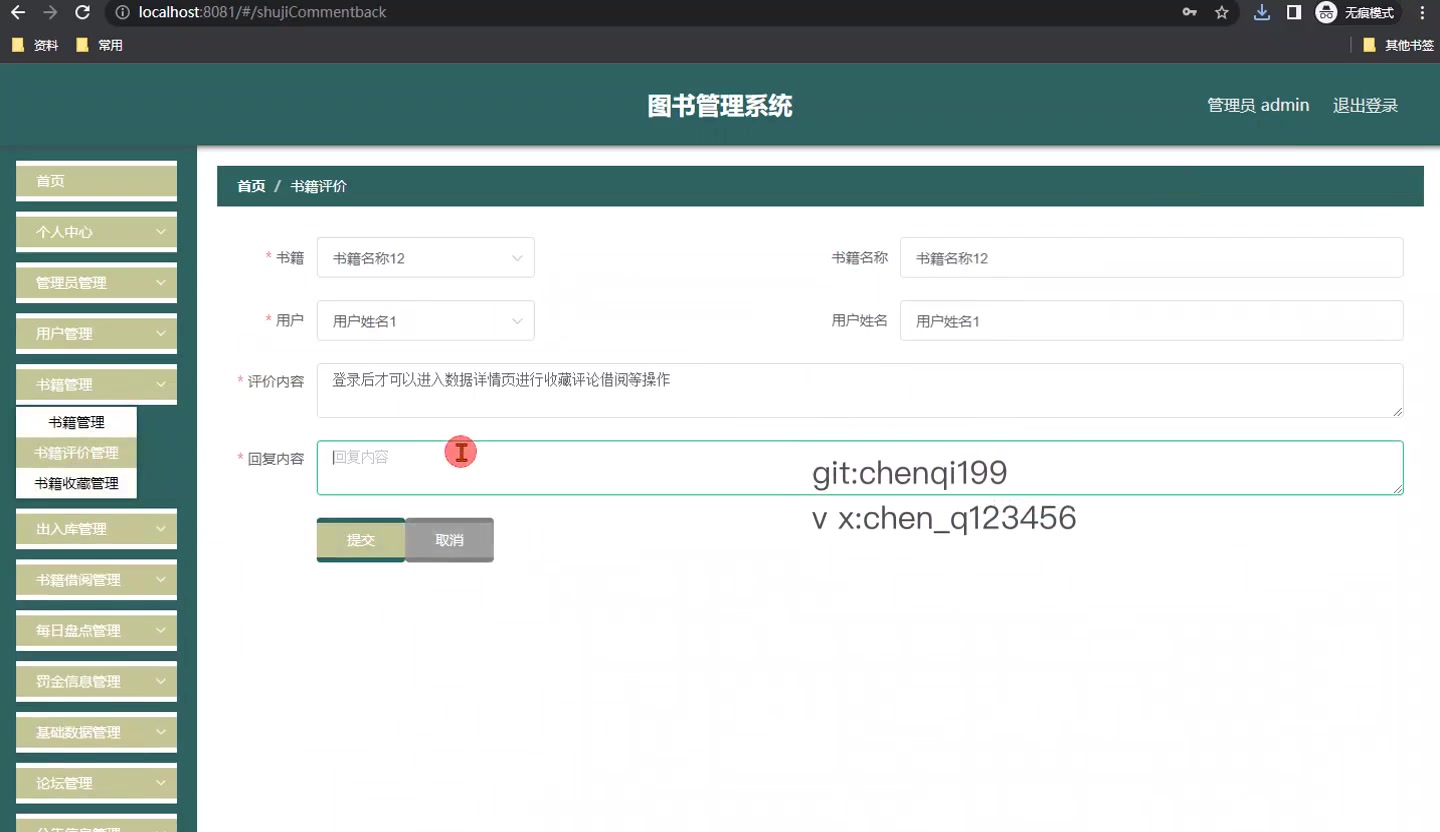 localhost:8081/#/shujiCommentback
无痕模式
资料
常用
其他书签
图书管理系统
管理员 admin
退出登录
首页
个人中心
管理员管理
用户管理
书籍管理
书籍管理
书籍评价管理
书籍收藏管理
出入库管理
书籍借阅管理
每日盘点管理
罚金信息管理
基础数据管理
论坛管理
公告信息管理
首页 / 书籍评价
* 书籍
书籍名称12
书籍名称
书籍名称12
* 用户
用户姓名1
用户姓名
用户姓名1
* 评价内容
登录后才可以进入数据详情页进行收藏评论借阅等操作
* 回复内容
回复内容
git:chenqi199
v x:chen_q123456
提交
取消